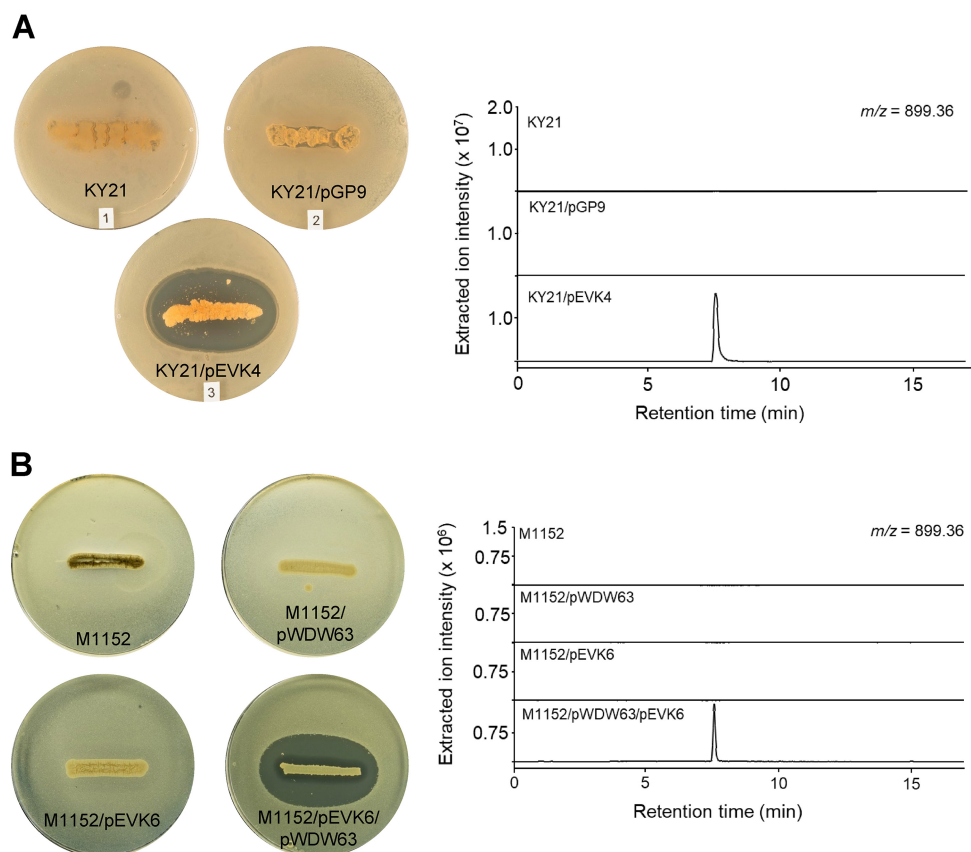 A
KY21
1
KY21/pGP9
2
KY21/pEVK4
3
Extracted ion intensity (x 10⁷)
2.0
1.0
KY21
m/z = 899.36
KY21/pGP9
1.0
KY21/pEVK4
1.0
0
5
10
15
Retention time (min)
B
M1152
M1152/
pWDW63
M1152/pEVK6
M1152/pEVK6/
pWDW63
Extracted ion intensity (x 10⁶)
1.5
0.75
M1152
m/z = 899.36
M1152/pWDW63
0.75
M1152/pEVK6
0.75
M1152/pWDW63/pEVK6
0.75
0
5
10
15
Retention time (min)